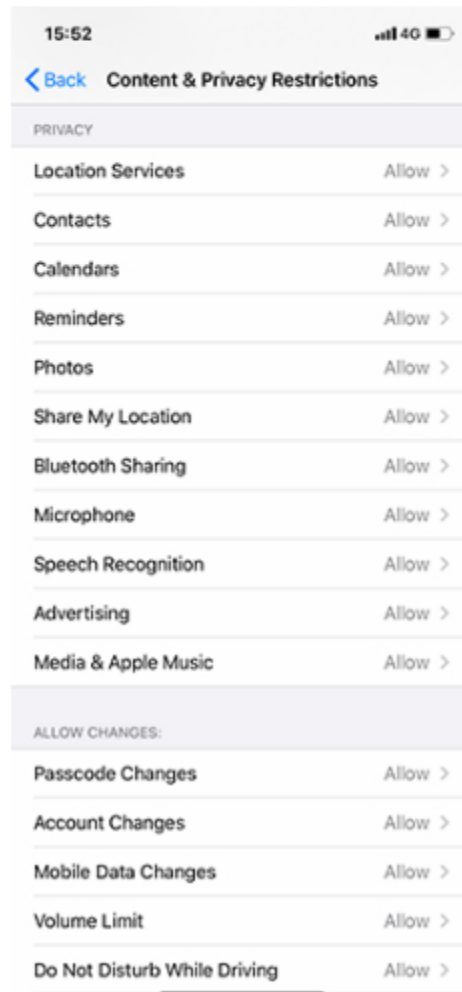 15:52 4G
Back Content & Privacy Restrictions
PRIVACY
Location Services Allow
Contacts Allow
Calendars Allow
Reminders Allow
Photos Allow
Share My Location Allow
Bluetooth Sharing Allow
Microphone Allow
Speech Recognition Allow
Advertising Allow
Media & Apple Music Allow
ALLOW CHANGES:
Passcode Changes Allow
Account Changes Allow
Mobile Data Changes Allow
Volume Limit Allow
Do Not Disturb While Driving Allow